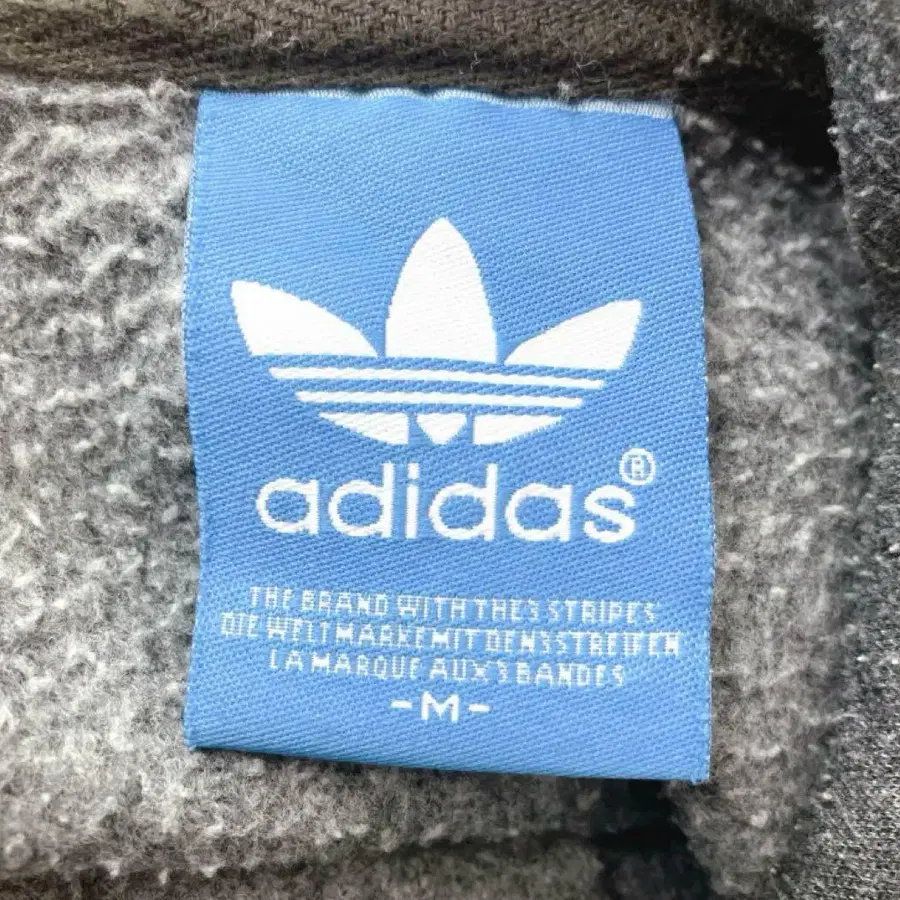 adidas®
THE BRAND WITH THE 3 STRIPES
DIE WELTMARKE MIT DEN 3 STREIFEN
LA MARQUE AUX 3 BANDES
-M-